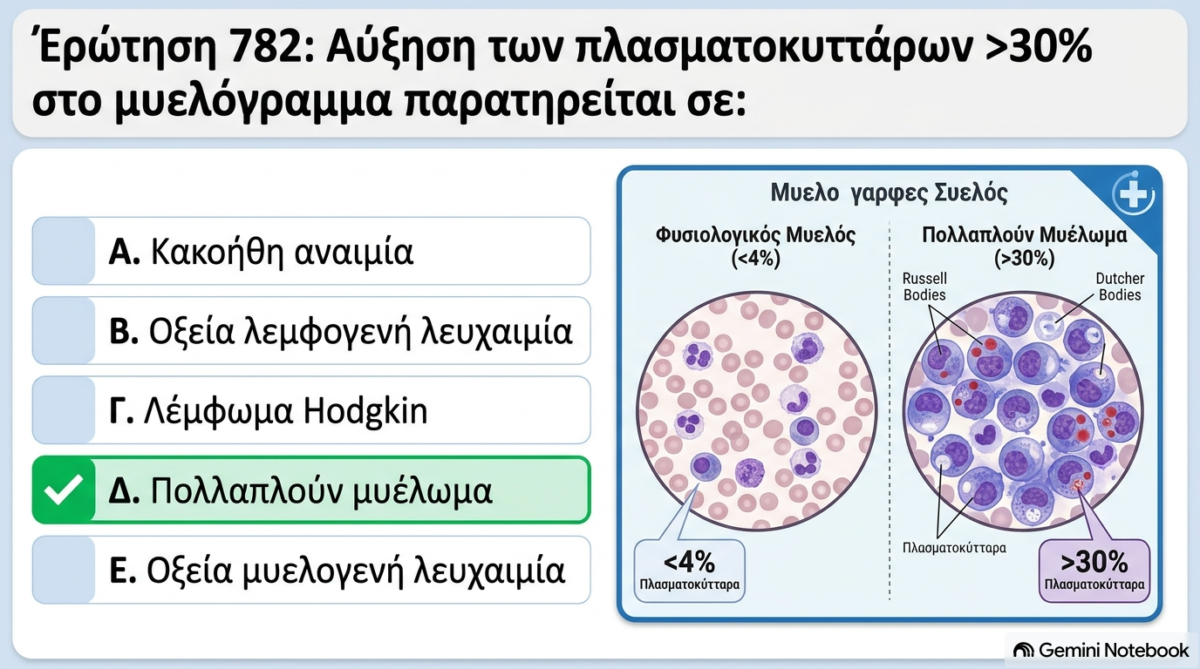 Έρώτηση 782: Αύξηση των πλασματοκυττάρων >30%
στο μυελόγραμμα παρατηρείται σε:
Α. Κακοήθη αναιμία
Β. Οξεία λεμφογενή λευχαιμία
Γ. Λέμφωμα Hodgkin
Δ. Πολλαπλούν μυέλωμα
Ε. Οξεία μυελογενή λευχαιμία
Μυελο γαρφες Συελός
Φυσιολογικός Μυελός
(<4%)
Πολλαπλούν Μυέλωμα
(>30%)
Russell
Bodies
Dutcher
Bodies
Πλασματοκύτταρα
<4%
Πλασματοκύτταρα
>30%
Πλασματοκύτταρα
Gemini Notebook